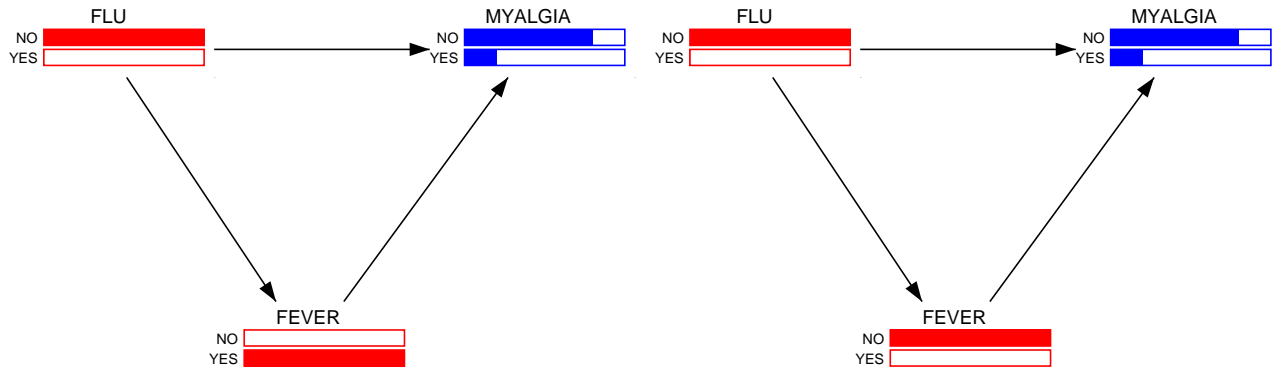 FLU
NO
YES
MYALGIA
NO
YES
FEVER
NO
YES
FLU
NO
YES
MYALGIA
NO
YES
FEVER
NO
YES